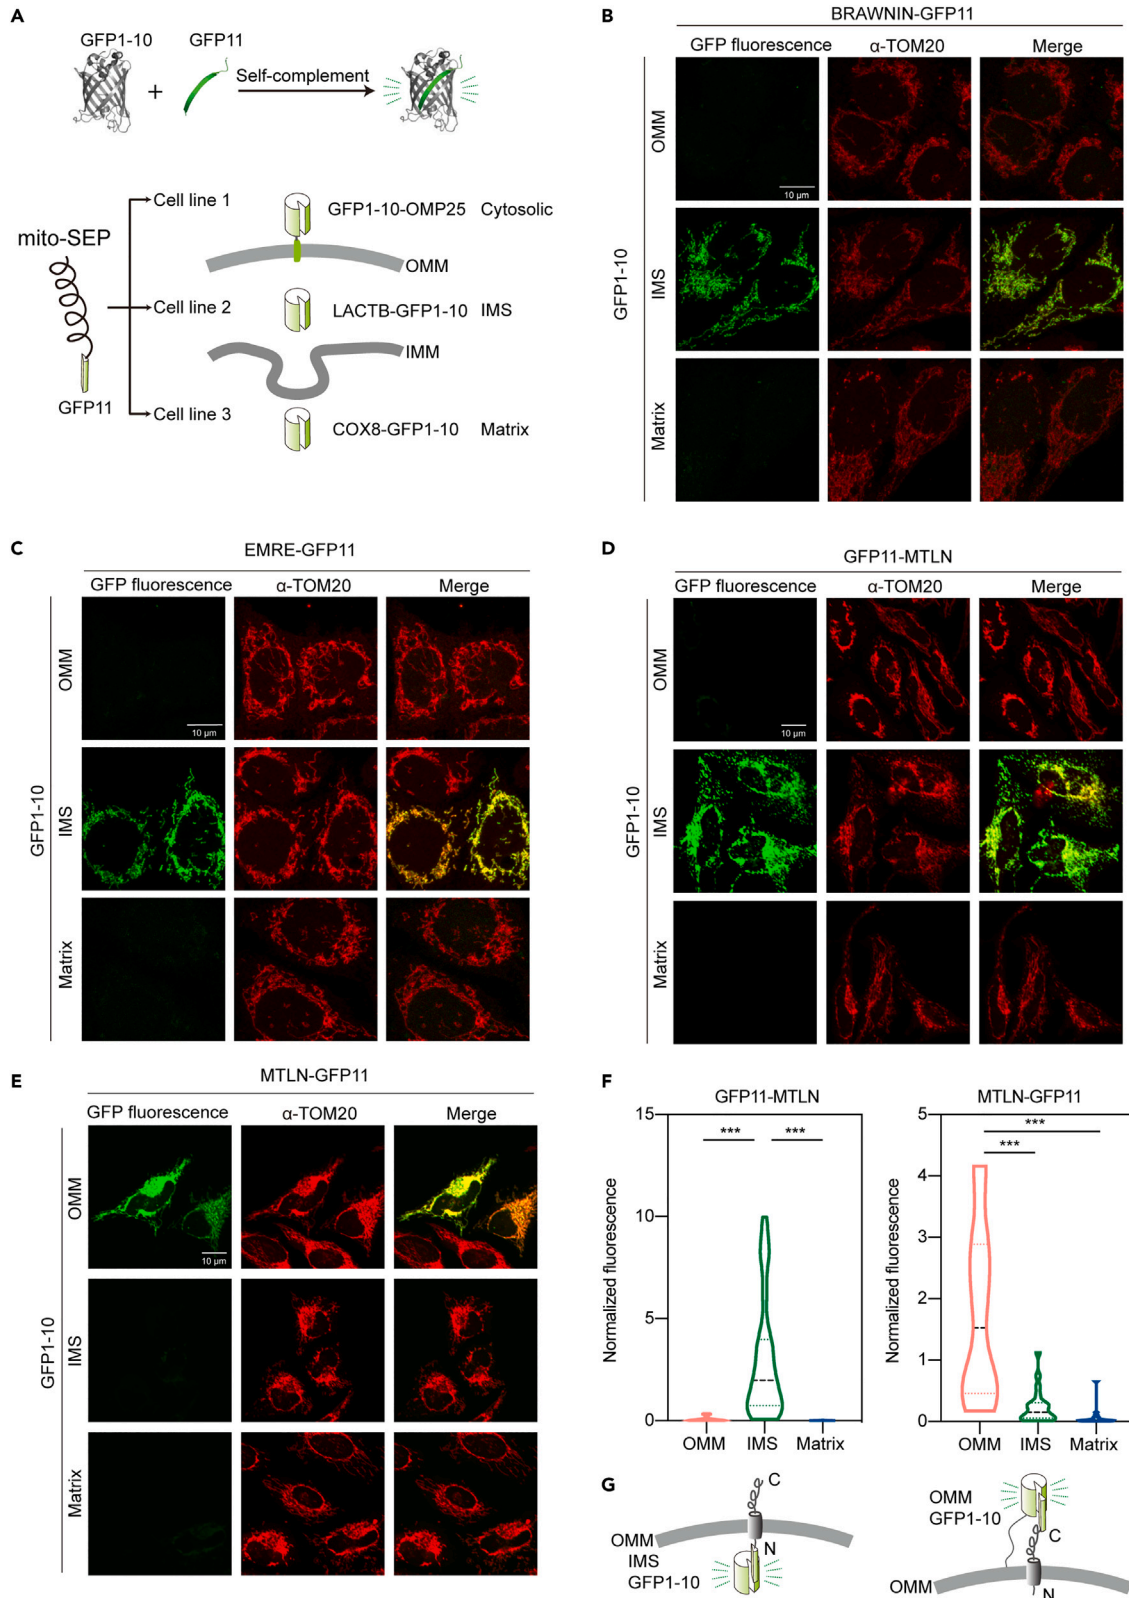 A
GFP1-10
GFP11
+
Self-complement
mito-SEP
GFP11
Cell line 1
GFP1-10-OMP25 Cytosolic
OMM
Cell line 2
LACTB-GFP1-10 IMS
IMM
Cell line 3
COX8-GFP1-10 Matrix
B
BRAWNIN-GFP11
GFP fluorescence α-TOM20 Merge
GFP1-10
OMM
10 μm
IMS
Matrix
C
EMRE-GFP11
GFP fluorescence α-TOM20 Merge
GFP1-10
OMM
10 μm
IMS
Matrix
D
GFP11-MTLN
GFP fluorescence α-TOM20 Merge
GFP1-10
OMM
10 μm
IMS
Matrix
E
MTLN-GFP11
GFP fluorescence α-TOM20 Merge
GFP1-10
OMM
10 μm
IMS
Matrix
F
GFP11-MTLN
Normalized fluorescence
15
10
5
0
*** ***
OMM IMS Matrix
MTLN-GFP11
Normalized fluorescence
5
4
3
2
1
0
***
***
OMM IMS Matrix
G
C
OMM
N
IMS
GFP1-10
OMM
GFP1-10
C
OMM
N